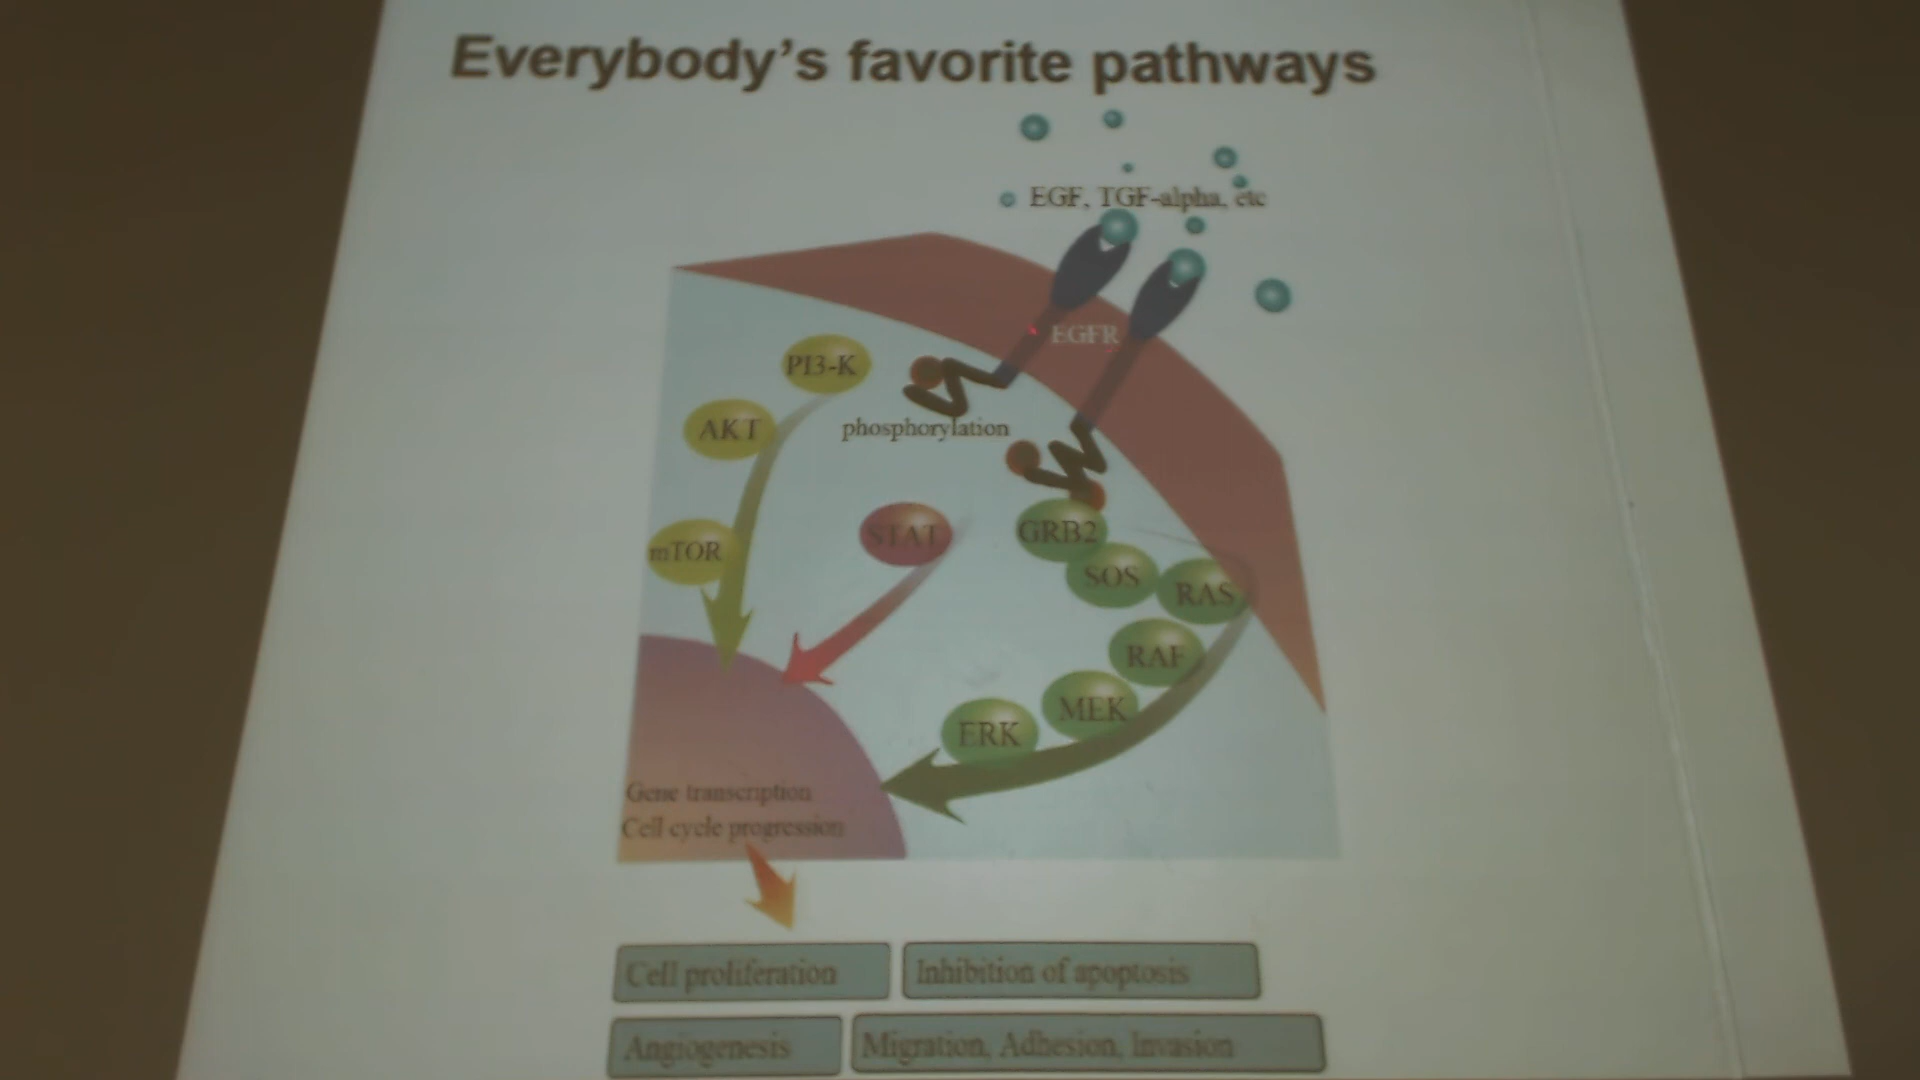 Everybody's favorite pathways
EGF, TGF-alpha, etc
EGFR
PI3-K
AKT
phosphorylation
mTOR
STAT
GRB2
SOS
RAS
RAF
MEK
ERK
Gene transcription
Cell cycle progression
Cell proliferation
Inhibition of apoptosis
Angiogenesis
Migration, Adhesion, Invasion